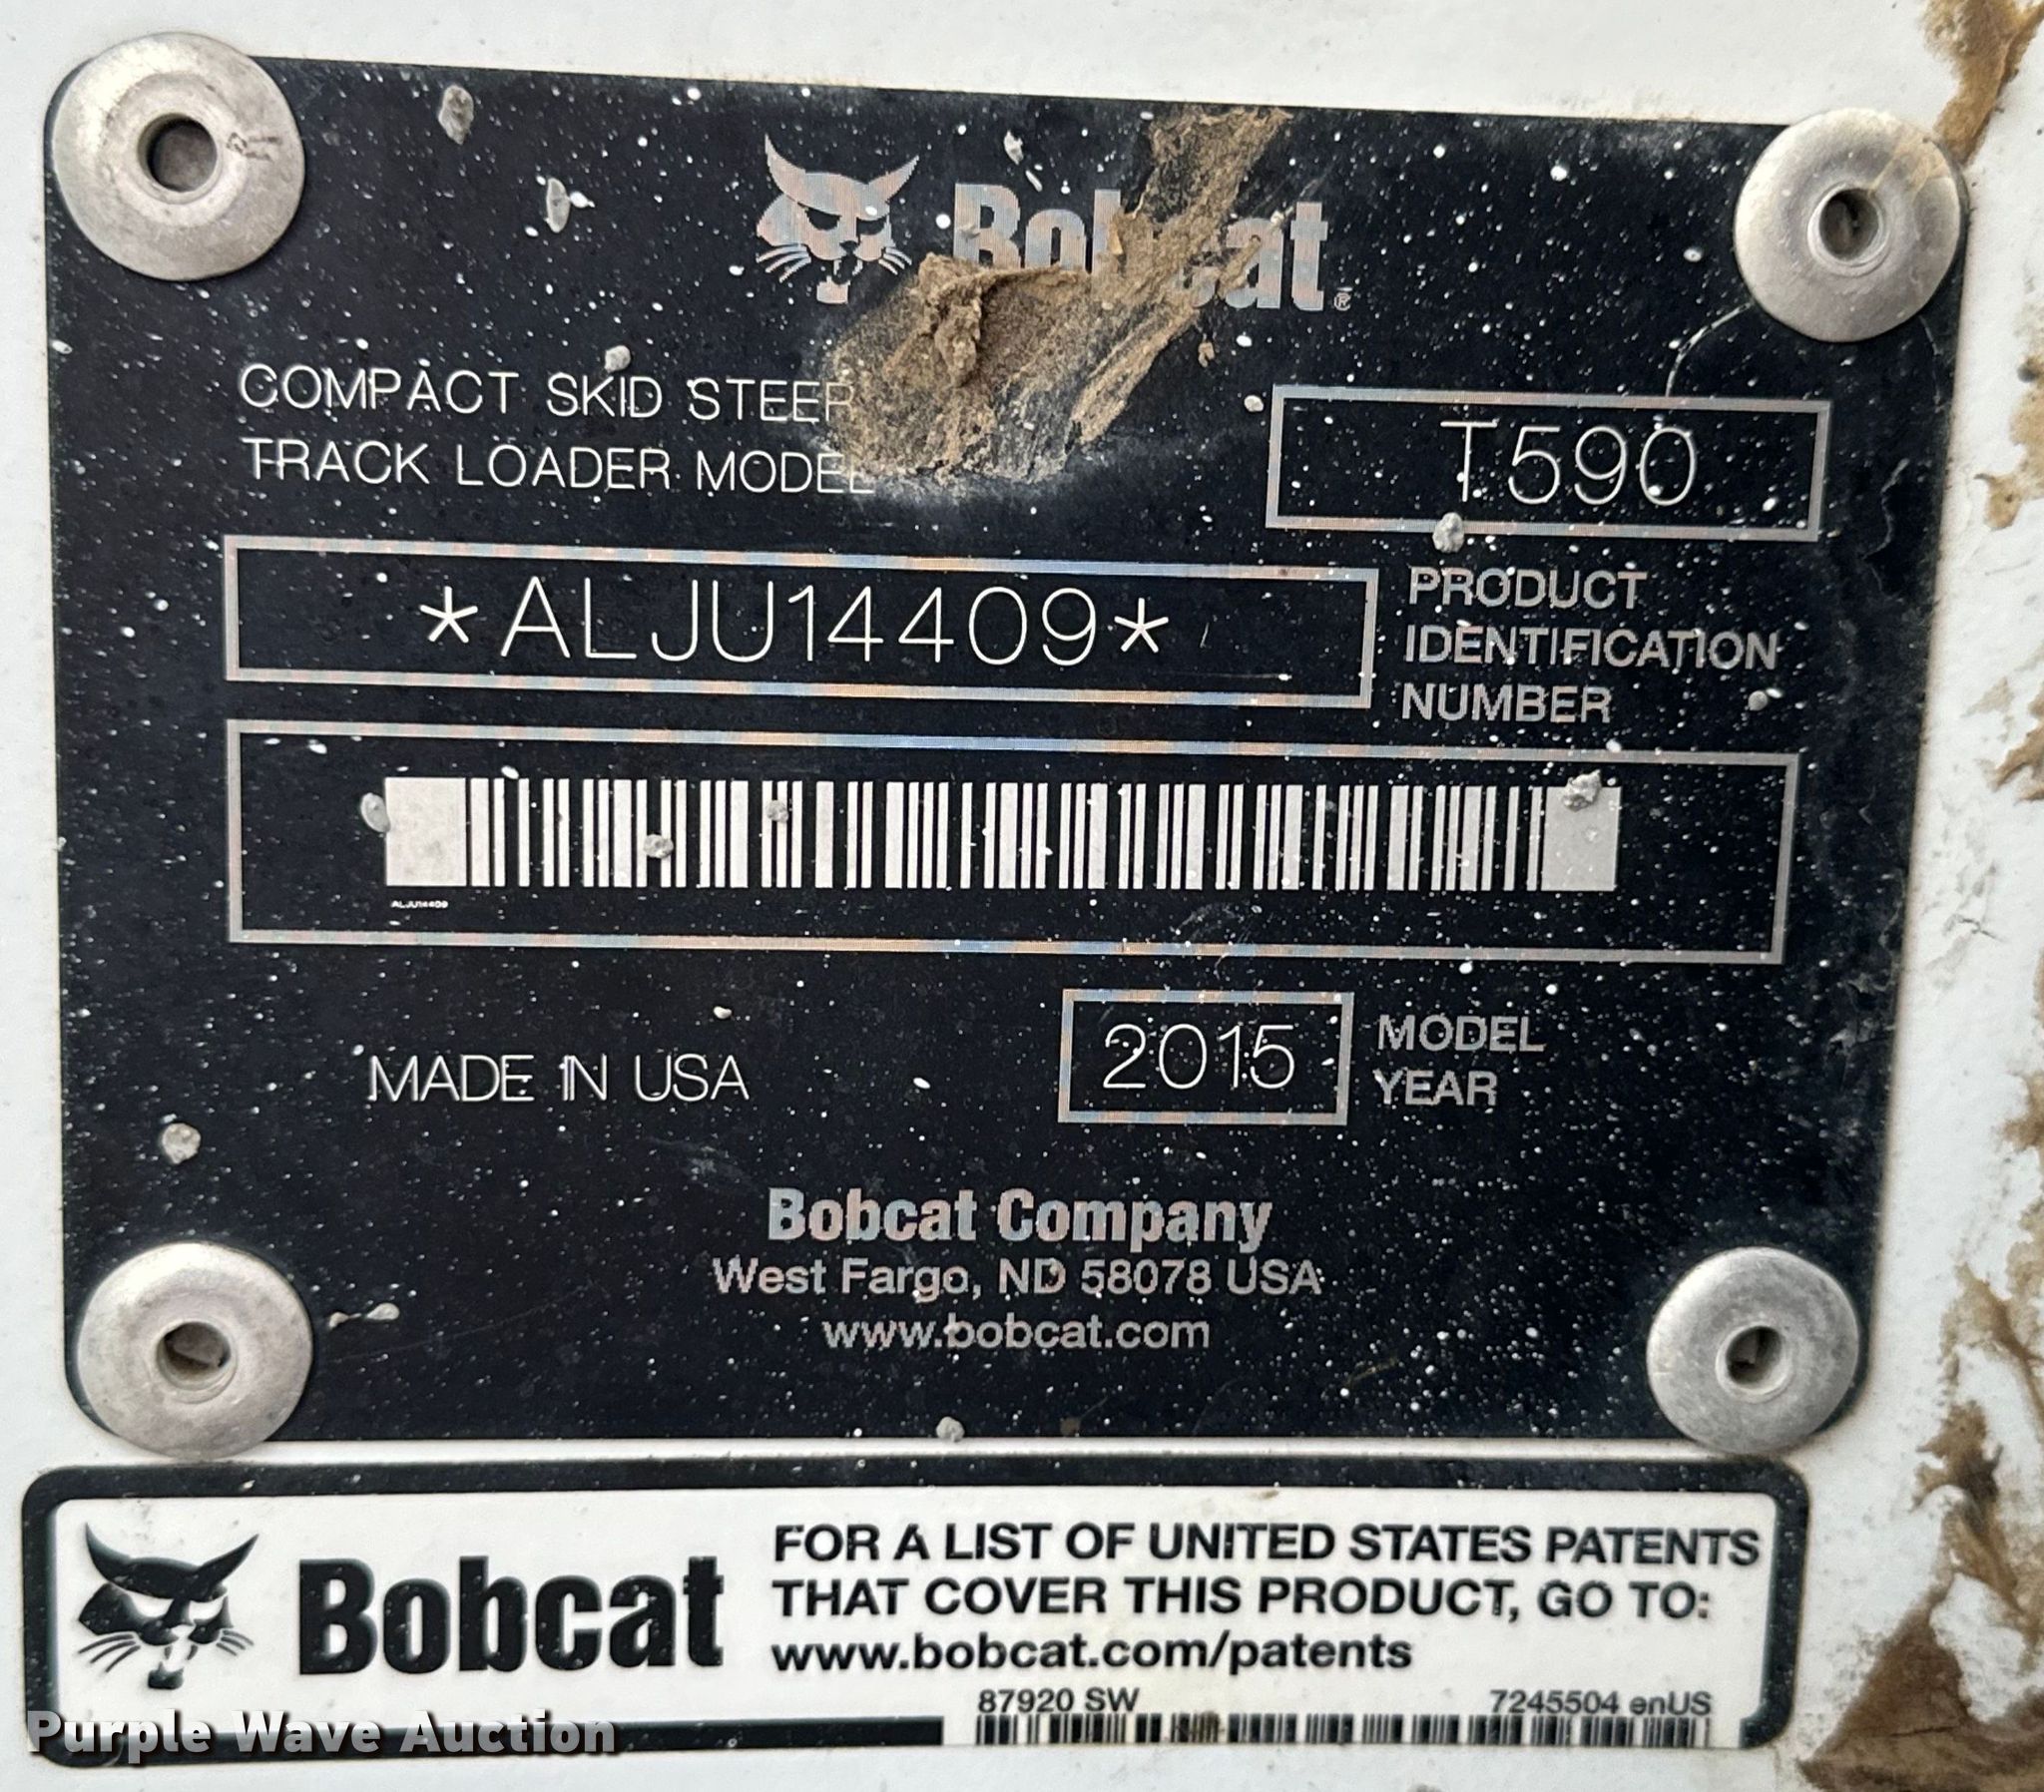 Bobcat®
COMPACT SKID STEER
TRACK LOADER MODEL
T590
*ALJU14409*
PRODUCT
IDENTIFICATION
NUMBER
ALJU14409
MADE IN USA
2015
MODEL
YEAR
Bobcat Company
West Fargo, ND 58078 USA
www.bobcat.com
Bobcat
FOR A LIST OF UNITED STATES PATENTS
THAT COVER THIS PRODUCT, GO TO:
www.bobcat.com/patents
87920 SW
7245504 enUS
Purple Wave Auction